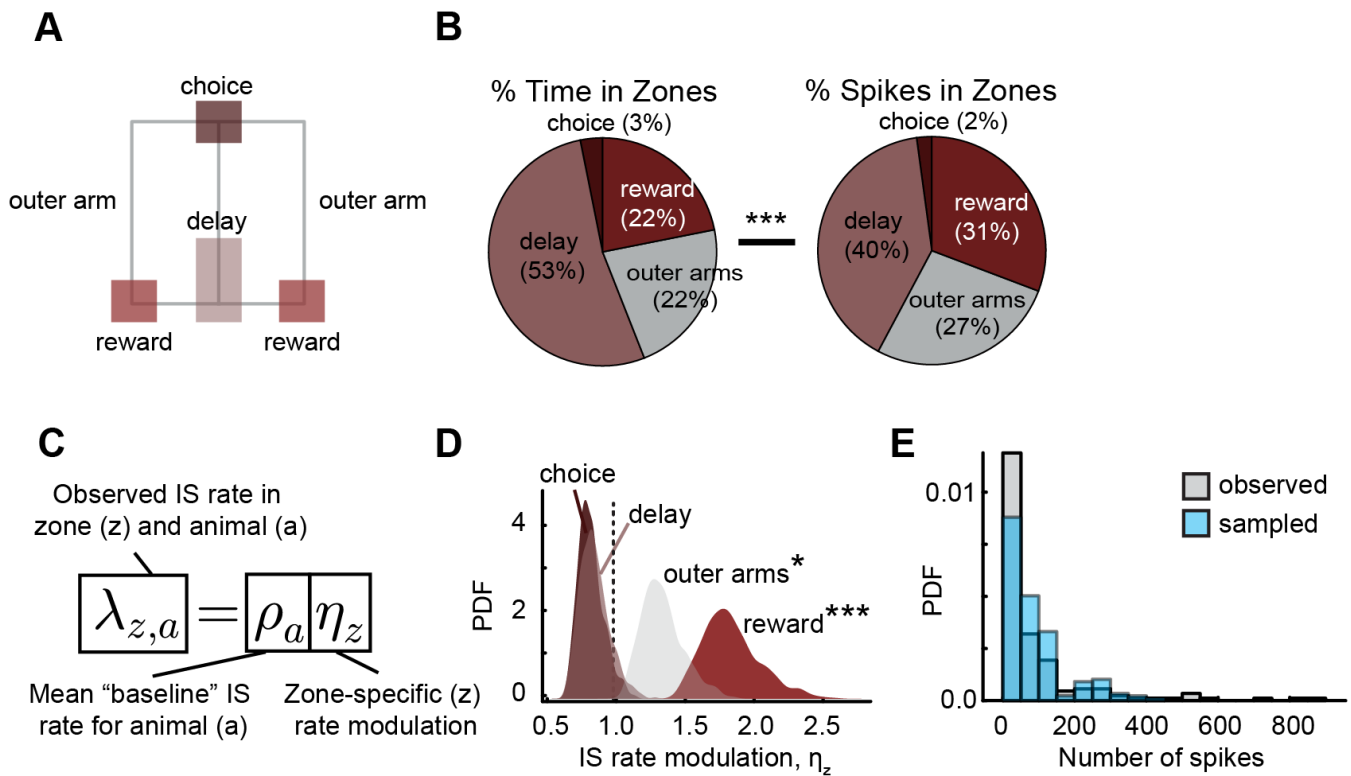 A
choice
outer arm
outer arm
delay
reward
reward
B
% Time in Zones
choice (3%)
reward
(22%)
delay
(53%)
outer arms
(22%)
***
% Spikes in Zones
choice (2%)
reward
(31%)
delay
(40%)
outer arms
(27%)
C
Observed IS rate in
zone (z) and animal (a)
λz,a = ρa ηz
Mean “baseline” IS
rate for animal (a)
Zone-specific (z)
rate modulation
D
choice
delay
outer arms*
reward***
PDF
4
2
0
0.5 1.0 1.5 2.0 2.5
IS rate modulation, ηz
E
observed
sampled
PDF
0.01
0.0
0 200 400 600 800
Number of spikes